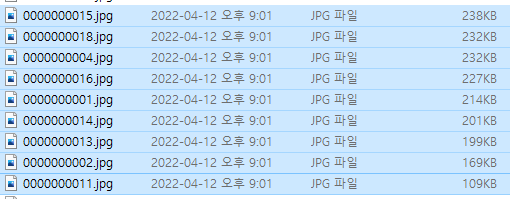 0000000015.jpg 2022-04-12 오후 9:01 JPG 파일 238KB
0000000018.jpg 2022-04-12 오후 9:01 JPG 파일 232KB
0000000004.jpg 2022-04-12 오후 9:01 JPG 파일 232KB
0000000016.jpg 2022-04-12 오후 9:01 JPG 파일 227KB
0000000001.jpg 2022-04-12 오후 9:01 JPG 파일 214KB
0000000014.jpg 2022-04-12 오후 9:01 JPG 파일 201KB
0000000013.jpg 2022-04-12 오후 9:01 JPG 파일 199KB
0000000002.jpg 2022-04-12 오후 9:01 JPG 파일 169KB
0000000011.jpg 2022-04-12 오후 9:01 JPG 파일 109KB